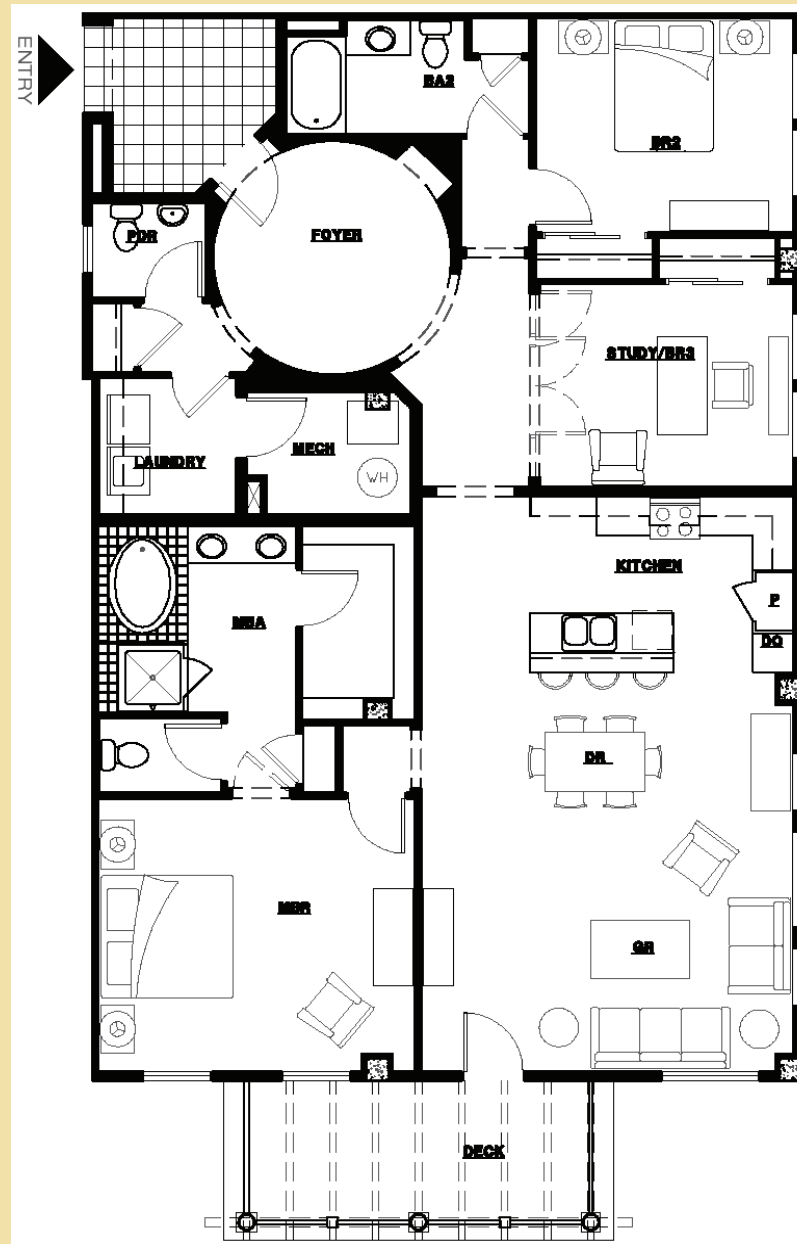 ENTRY
BA2
BR2
PDR
FOYER
STUDY/BR3
LAUNDRY
MECH
WH
KITCHEN
MBA
P
DO
DR
MBR
GR
DECK